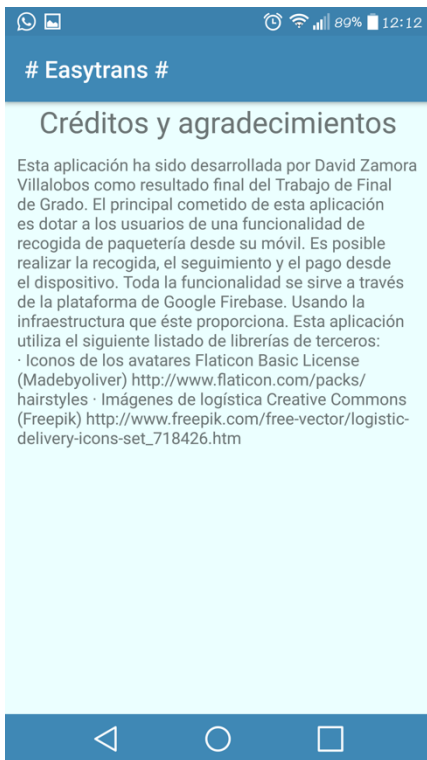 89% 12:12
# Easytrans #
Créditos y agradecimientos
Esta aplicación ha sido desarrollada por David Zamora
Villalobos como resultado final del Trabajo de Final
de Grado. El principal cometido de esta aplicación
es dotar a los usuarios de una funcionalidad de
recogida de paquetería desde su móvil. Es posible
realizar la recogida, el seguimiento y el pago desde
el dispositivo. Toda la funcionalidad se sirve a través
de la plataforma de Google Firebase. Usando la
infraestructura que éste proporciona. Esta aplicación
utiliza el siguiente listado de librerías de terceros:
· Iconos de los avatares Flaticon Basic License
(Madebyoliver) http://www.flaticon.com/packs/
hairstyles · Imágenes de logística Creative Commons
(Freepik) http://www.freepik.com/free-vector/logistic-
delivery-icons-set_718426.htm